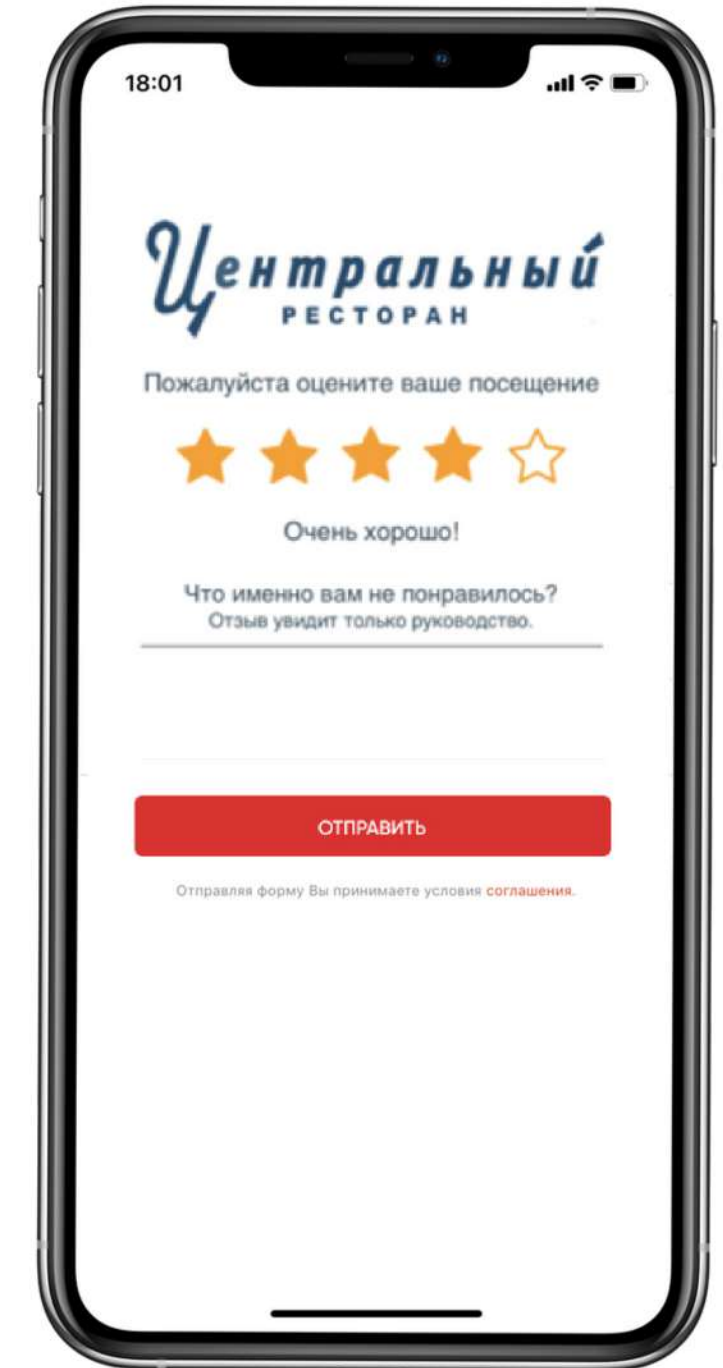 18:01
Центральный
РЕСТОРАН
Пожалуйста оцените ваше посещение
Очень хорошо!
Что именно вам не понравилось?
Отзыв увидит только руководство.
ОТПРАВИТЬ
Отправляя форму Вы принимаете условия соглашения.